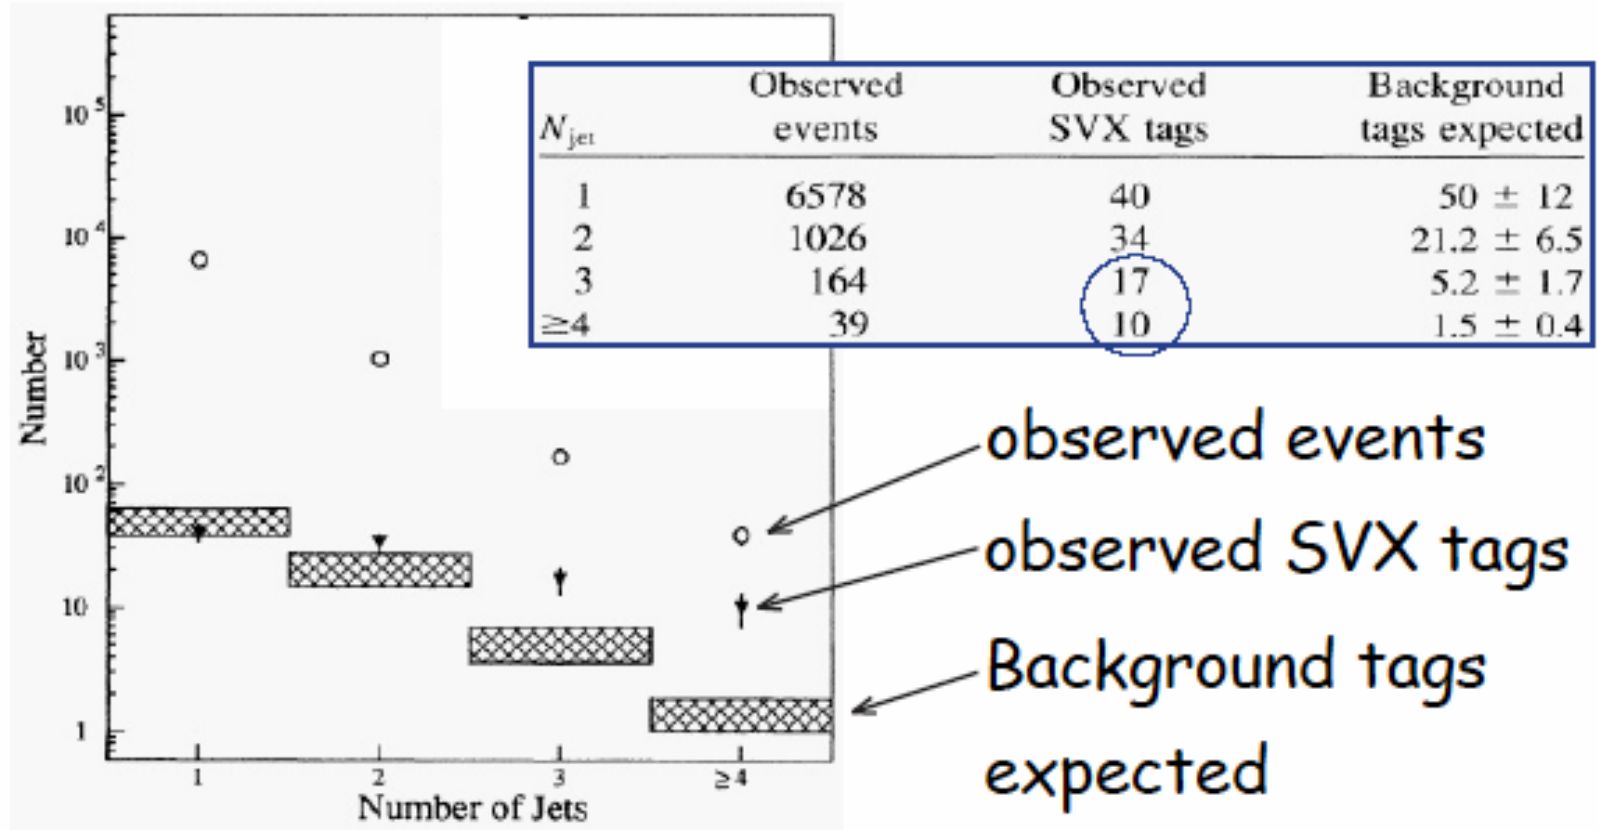 Observed Observed Background
N_jet events SVX tags tags expected
1 6578 40 50 ± 12
2 1026 34 21.2 ± 6.5
3 164 17 5.2 ± 1.7
≥4 39 10 1.5 ± 0.4
Number
10^5
10^4
10^3
10^2
10
1
1 2 3 ≥4
Number of Jets
observed events
observed SVX tags
Background tags
expected